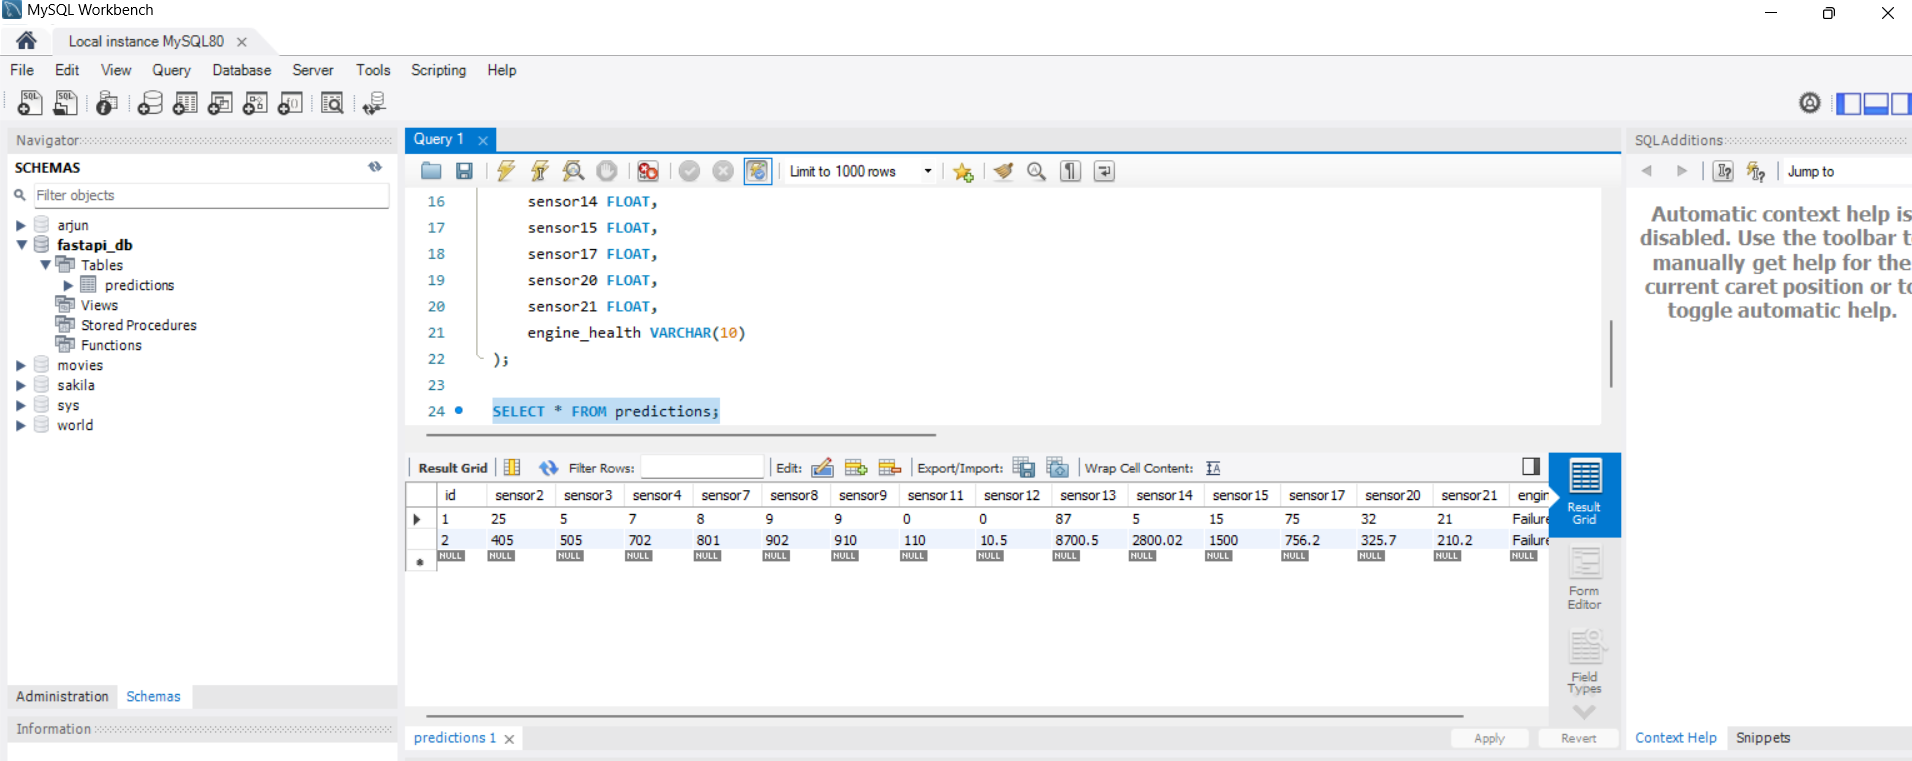 MySQL Workbench
Local instance MySQL80
File Edit View Query Database Server Tools Scripting Help
Navigator
SCHEMAS
Filter objects
arjun
fastapi_db
Tables
predictions
Views
Stored Procedures
Functions
movies
sakila
sys
world
Administration Schemas
Information
Query 1
Limit to 1000 rows
16 sensor14 FLOAT,
17 sensor15 FLOAT,
18 sensor17 FLOAT,
19 sensor20 FLOAT,
20 sensor21 FLOAT,
21 engine_health VARCHAR(10)
22 );
23
24 SELECT * FROM predictions;
Result Grid Filter Rows: Edit: Export/Import: Wrap Cell Content:
id sensor2 sensor3 sensor4 sensor7 sensor8 sensor9 sensor11 sensor12 sensor13 sensor14 sensor15 sensor17 sensor20 sensor21 engin
1 25 5 7 8 9 9 0 0 87 5 15 75 32 21 Failure
2 405 505 702 801 902 910 110 10.5 8700.5 2800.02 1500 756.2 325.7 210.2 Failure
NULL NULL NULL NULL NULL NULL NULL NULL NULL NULL NULL NULL NULL NULL NULL NULL
Result
Grid
Form
Editor
Field
Types
predictions 1
Apply Revert
SQLAdditions
Jump to
Automatic context help is
disabled. Use the toolbar t
manually get help for the
current caret position or to
toggle automatic help.
Context Help Snippets